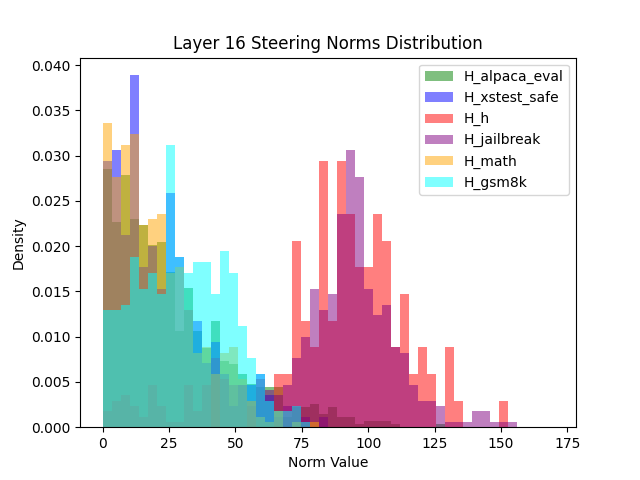 Layer 16 Steering Norms Distribution
H_alpaca_eval
H_xstest_safe
H_h
H_jailbreak
H_math
H_gsm8k
0.040
0.035
0.030
0.025
0.020
0.015
0.010
0.005
0.000
Density
0 25 50 75 100 125 150 175
Norm Value